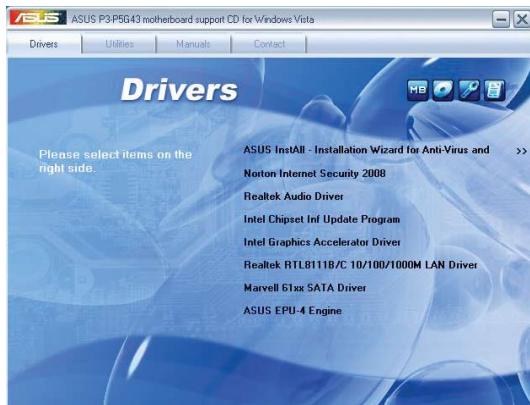 ASUS ASUS P3-P5G43 motherboard support CD for Windows Vista
Drivers Utilities Manuals Contact
Drivers
MB
Please select items on the
right side.
ASUS InstAll - Installation Wizard for Anti-Virus and >>
Norton Internet Security 2008
Realtek Audio Driver
Intel Chipset Inf Update Program
Intel Graphics Accelerator Driver
Realtek RTL8111B/C 10/100/1000M LAN Driver
Marvell 61xx SATA Driver
ASUS EPU-4 Engine